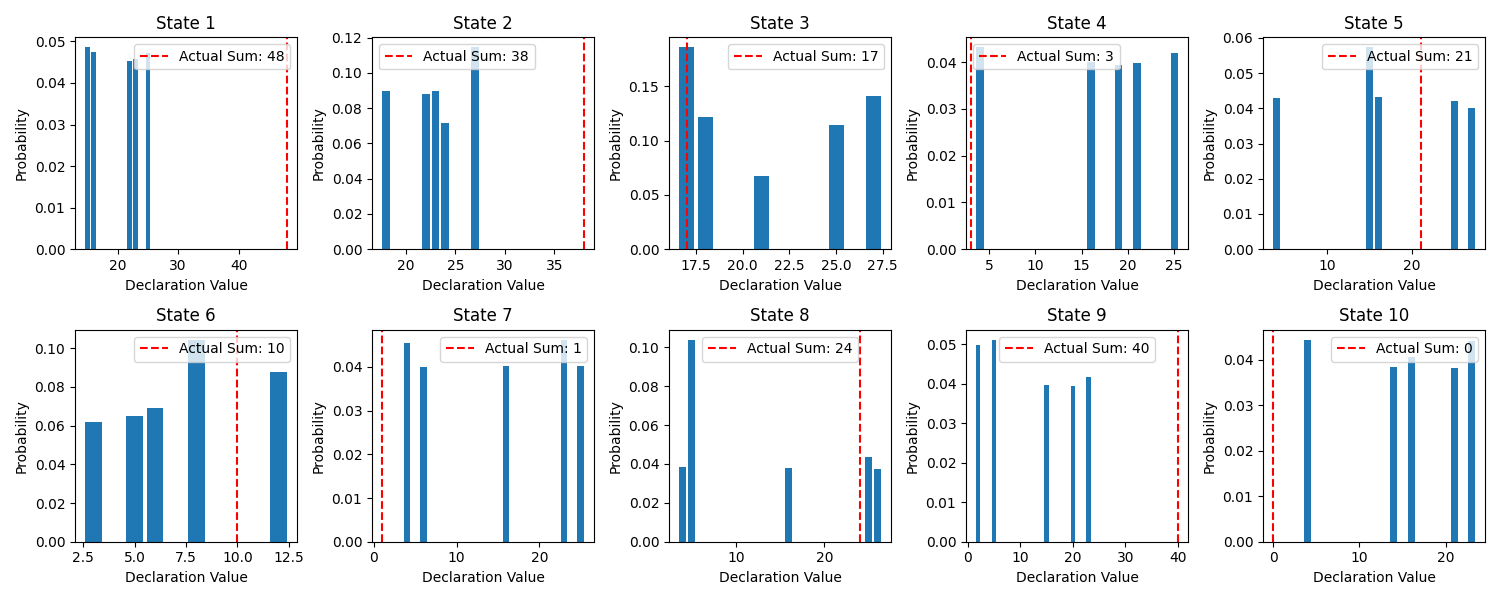 State 1
Actual Sum: 48
Probability
0.05
0.04
0.03
0.02
0.01
0.00
20
30
40
Declaration Value
State 2
Actual Sum: 38
Probability
0.12
0.10
0.08
0.06
0.04
0.02
0.00
20
25
30
35
Declaration Value
State 3
Actual Sum: 17
Probability
0.15
0.10
0.05
0.00
17.5
20.0
22.5
25.0
27.5
Declaration Value
State 4
Actual Sum: 3
Probability
0.04
0.03
0.02
0.01
0.00
5
10
15
20
25
Declaration Value
State 5
Actual Sum: 21
Probability
0.06
0.05
0.04
0.03
0.02
0.01
0.00
10
20
Declaration Value
State 6
Actual Sum: 10
Probability
0.10
0.08
0.06
0.04
0.02
0.00
2.5
5.0
7.5
10.0
12.5
Declaration Value
State 7
Actual Sum: 1
Probability
0.04
0.03
0.02
0.01
0.00
0
10
20
Declaration Value
State 8
Actual Sum: 24
Probability
0.10
0.08
0.06
0.04
0.02
0.00
10
20
Declaration Value
State 9
Actual Sum: 40
Probability
0.05
0.04
0.03
0.02
0.01
0.00
0
10
20
30
40
Declaration Value
State 10
Actual Sum: 0
Probability
0.04
0.03
0.02
0.01
0.00
0
10
20
Declaration Value